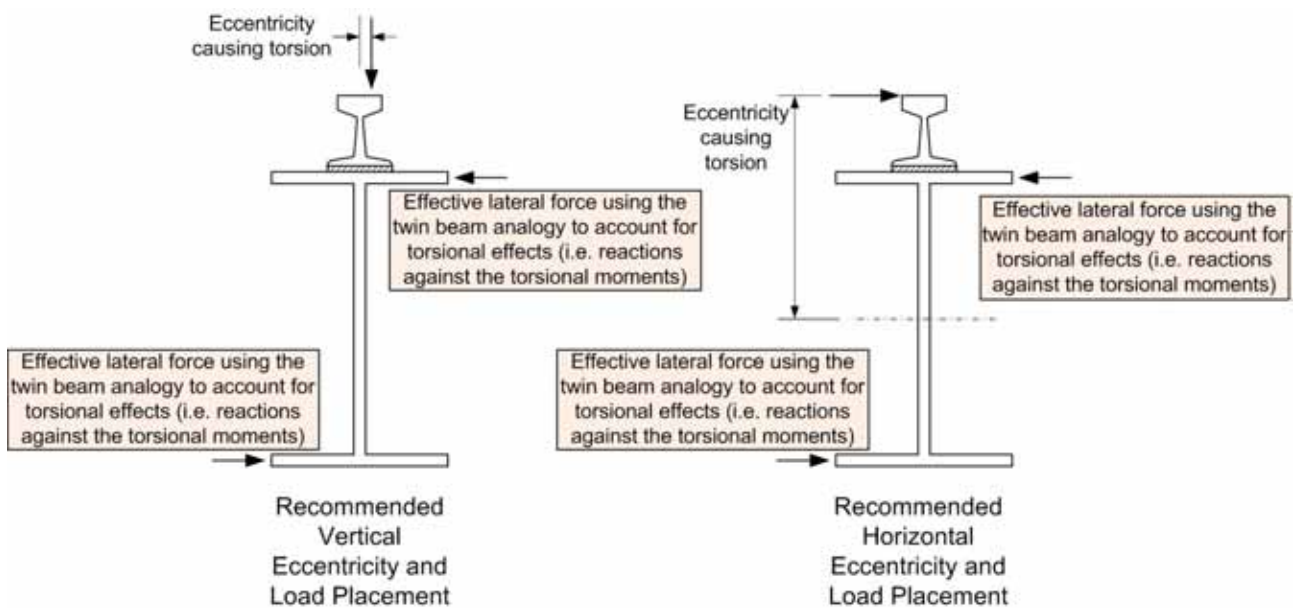 Eccentricity
causing torsion
Effective lateral force using the
twin beam analogy to account for
torsional effects (i.e. reactions
against the torsional moments)
Effective lateral force using the
twin beam analogy to account for
torsional effects (i.e. reactions
against the torsional moments)
Recommended
Vertical
Eccentricity and
Load Placement
Eccentricity
causing
torsion
Effective lateral force using the
twin beam analogy to account for
torsional effects (i.e. reactions
against the torsional moments)
Effective lateral force using the
twin beam analogy to account for
torsional effects (i.e. reactions
against the torsional moments)
Recommended
Horizontal
Eccentricity and
Load Placement